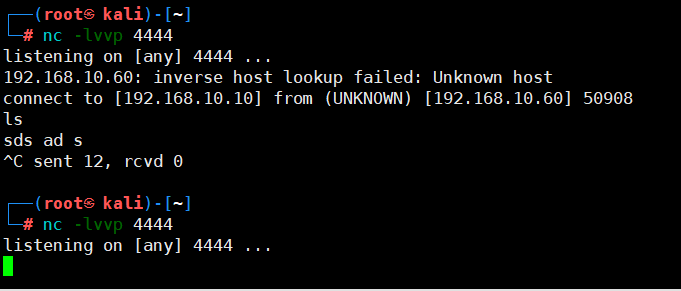 ┌──(root㉿ kali)-[~]
└─# nc -lvvp 4444
listening on [any] 4444 ...
192.168.10.60: inverse host lookup failed: Unknown host
connect to [192.168.10.10] from (UNKNOWN) [192.168.10.60] 50908
ls
sds ad s
^C sent 12, rcvd 0
┌──(root㉿ kali)-[~]
└─# nc -lvvp 4444
listening on [any] 4444 ...